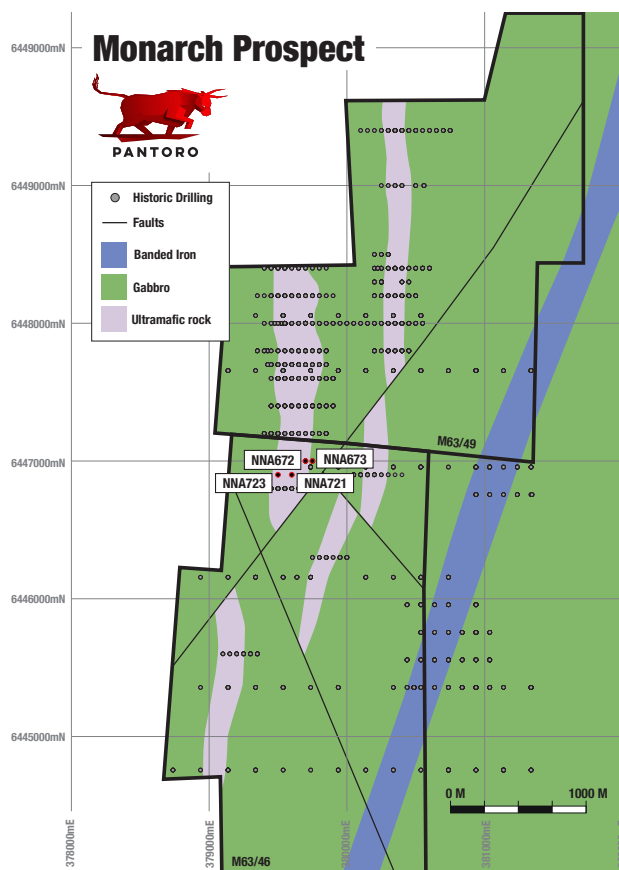 Monarch Prospect
PANTORO
Historic Drilling
Faults
Banded Iron
Gabbro
Ultramafic rock
6449000mN
6449000mN
6448000mN
6447000mN
6446000mN
6445000mN
M63/49
NNA672
NNA673
NNA723
NNA721
0 M
1000 M
M63/46
378000mE
379000mE
380000mE
381000mE